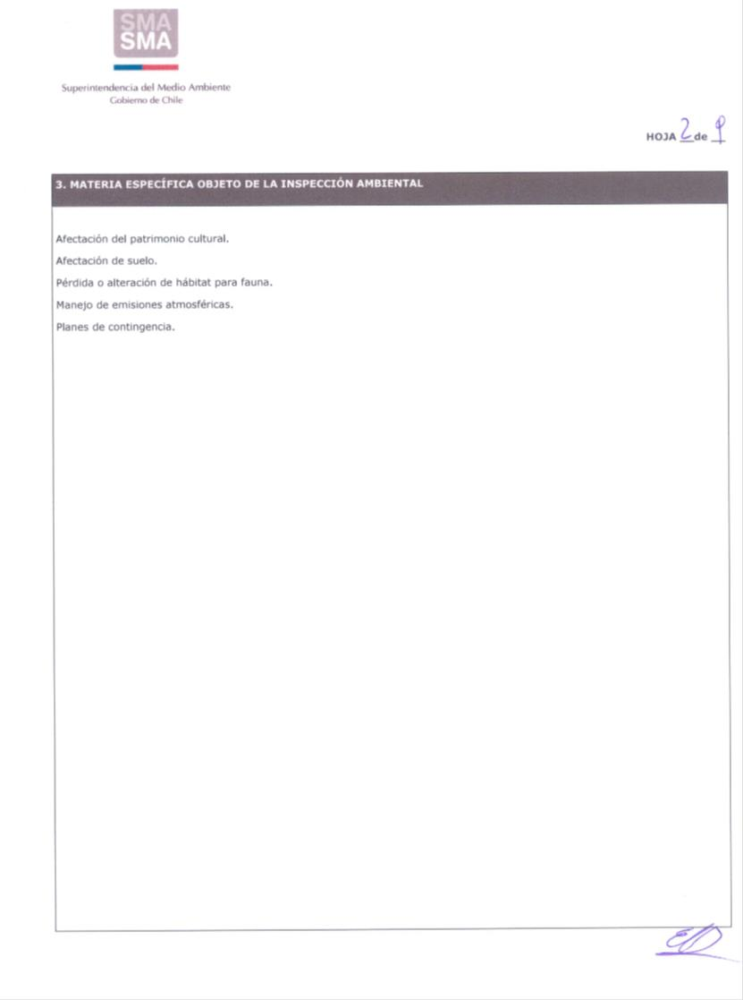 SMA
SMA
Superintendencia del Medio Ambiente
Gobierno de Chile
HOJA 2 de 9
3. MATERIA ESPECÍFICA OBJETO DE LA INSPECCIÓN AMBIENTAL
Afectación del patrimonio cultural.
Afectación de suelo.
Pérdida o alteración de hábitat para fauna.
Manejo de emisiones atmosféricas.
Planes de contingencia.